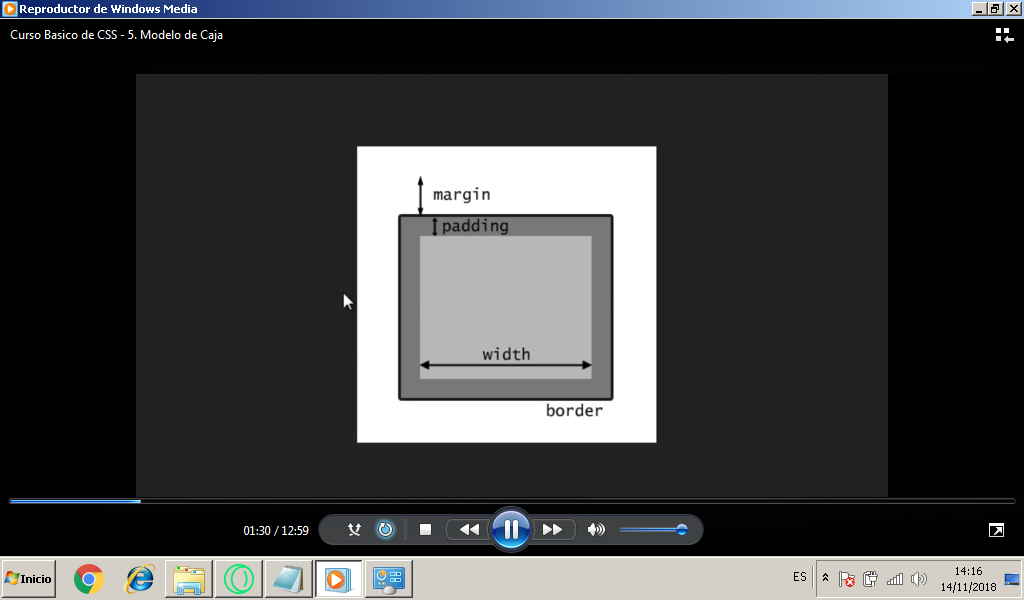 Reproductor de Windows Media
Curso Basico de CSS - 5. Modelo de Caja
margin
padding
width
border
01:30 / 12:59
Inicio
ES
14:16
14/11/2018